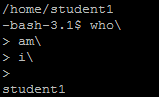 /home/student1
-bash-3.1$ who\
> am\
> i\
>
student1